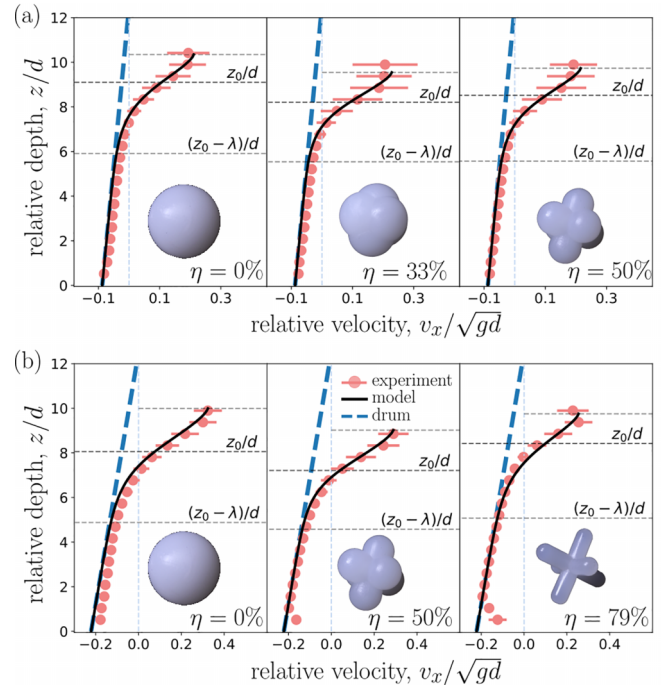 (a)
12
10
8
6
4
2
0
relative depth, z/d
z₀/d
(z₀ − λ)/d
η = 0%
z₀/d
(z₀ − λ)/d
η = 33%
z₀/d
(z₀ − λ)/d
η = 50%
−0.1 0.1 0.3 −0.1 0.1 0.3 −0.1 0.1 0.3
relative velocity, vₓ/√gd
(b)
12
10
8
6
4
2
0
relative depth, z/d
z₀/d
(z₀ − λ)/d
η = 0%
experiment
model
drum
z₀/d
(z₀ − λ)/d
η = 50%
z₀/d
(z₀ − λ)/d
η = 79%
−0.2 0.0 0.2 0.4 −0.2 0.0 0.2 0.4 −0.2 0.0 0.2 0.4
relative velocity, vₓ/√gd